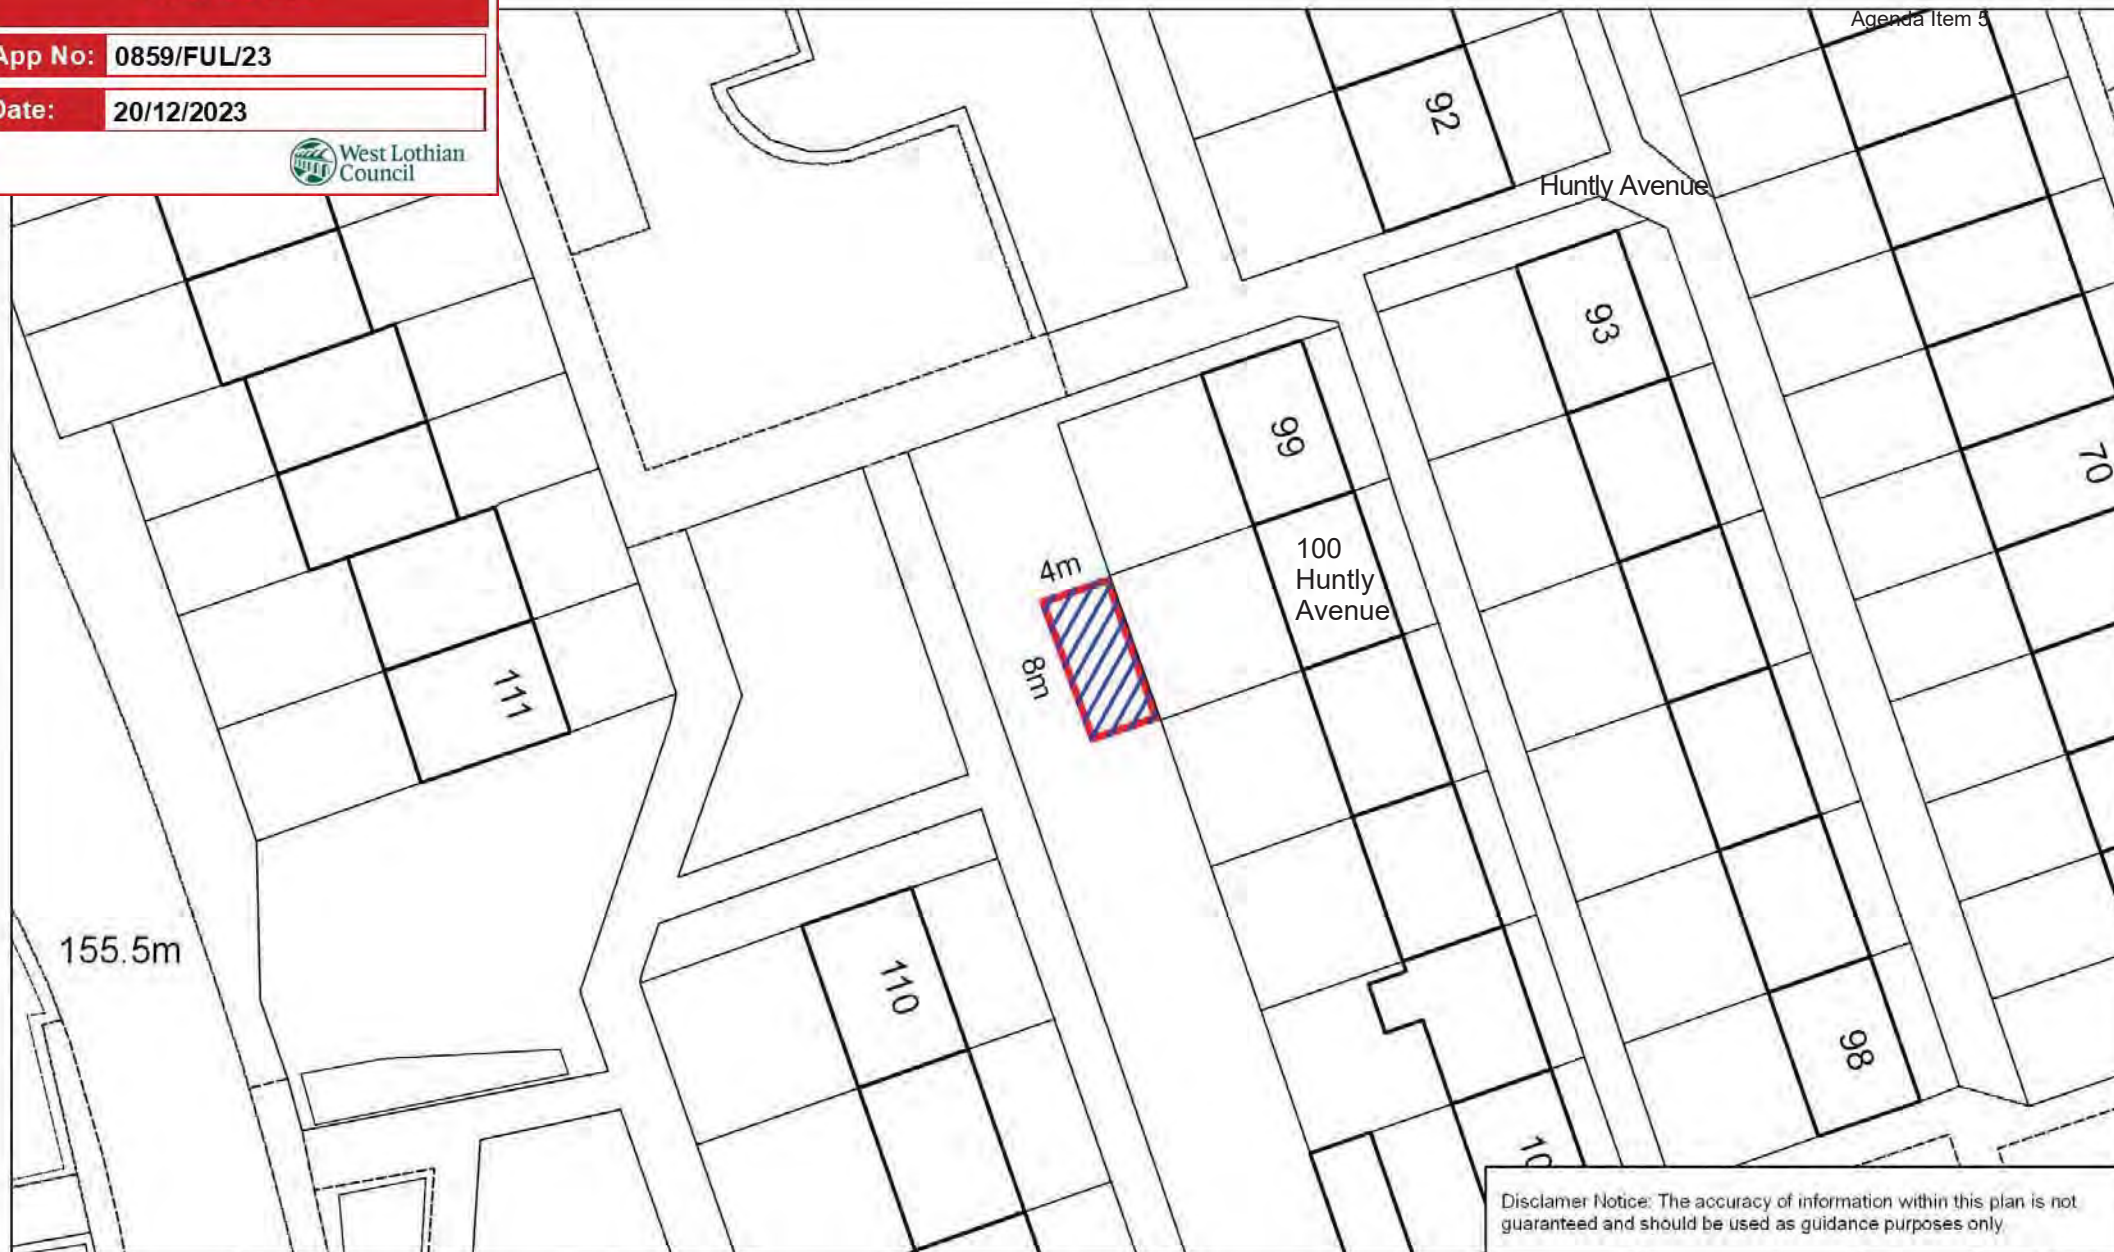 Agenda Item 5
App No: 0859/FUL/23
Date: 20/12/2023
West Lothian
Council
92
Huntly Avenue
93
99
70
100
Huntly
Avenue
4m
8m
111
155.5m
110
98
10
Disclamer Notice: The accuracy of information within this plan is not
guaranteed and should be used as guidance purposes only.